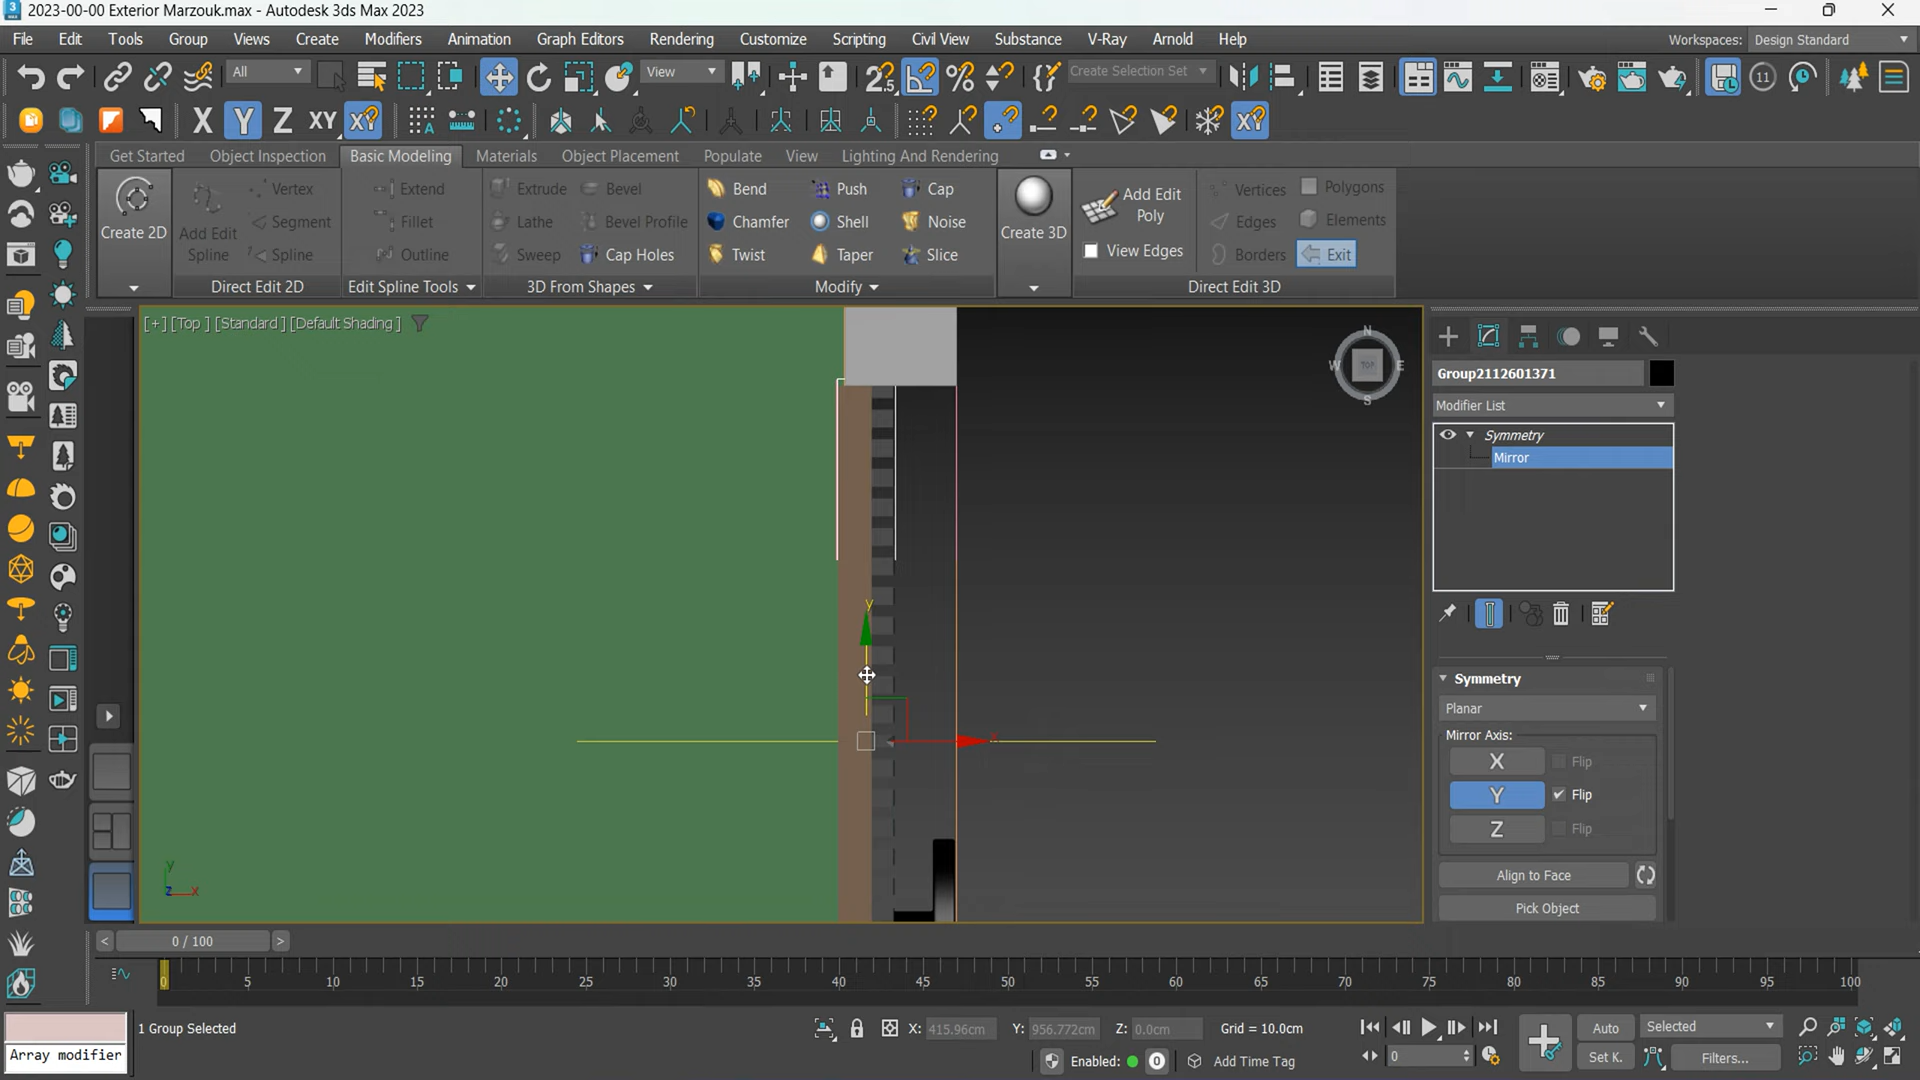 2023-00-00 Exterior Marzouk.max - Autodesk 3ds Max 2023
File Edit Tools Group Views Create Modifiers Animation Graph Editors Rendering Customize Scripting Civil View Substance V-Ray Arnold Help Workspaces: Design Standard
All View Create Selection Set 11
X Y Z XY XY
Get Started Object Inspection Basic Modeling Materials Object Placement Populate View Lighting And Rendering
Create 2D Add Edit Spline Vertex Segment Spline Extend Fillet Outline Extrude Lathe Sweep Bevel Bevel Profile Cap Holes
Bend Chamfer Twist Push Shell Taper Cap Noise Slice
Create 3D Add Edit Poly View Edges Vertices Edges Borders Polygons Elements Exit
Direct Edit 2D Edit Spline Tools 3D From Shapes Modify Direct Edit 3D
[+] [Top ] [Standard ] [Default Shading ]
N W TOP E S
y x
y z x
Group2112601371
Modifier List
Symmetry
Mirror
Symmetry
Planar
Mirror Axis:
X Flip
Y Flip
Z Flip
Align to Face
Pick Object
< 0 / 100 >
0 5 10 15 20 25 30 35 40 45 50 55 60 65 70 75 80 85 90 95 100
1 Group Selected X: 415.96cm Y: 956.772cm Z: 0.0cm Grid = 10.0cm Auto Selected
Array modifier Enabled: 0 Add Time Tag 0 Set K. Filters...